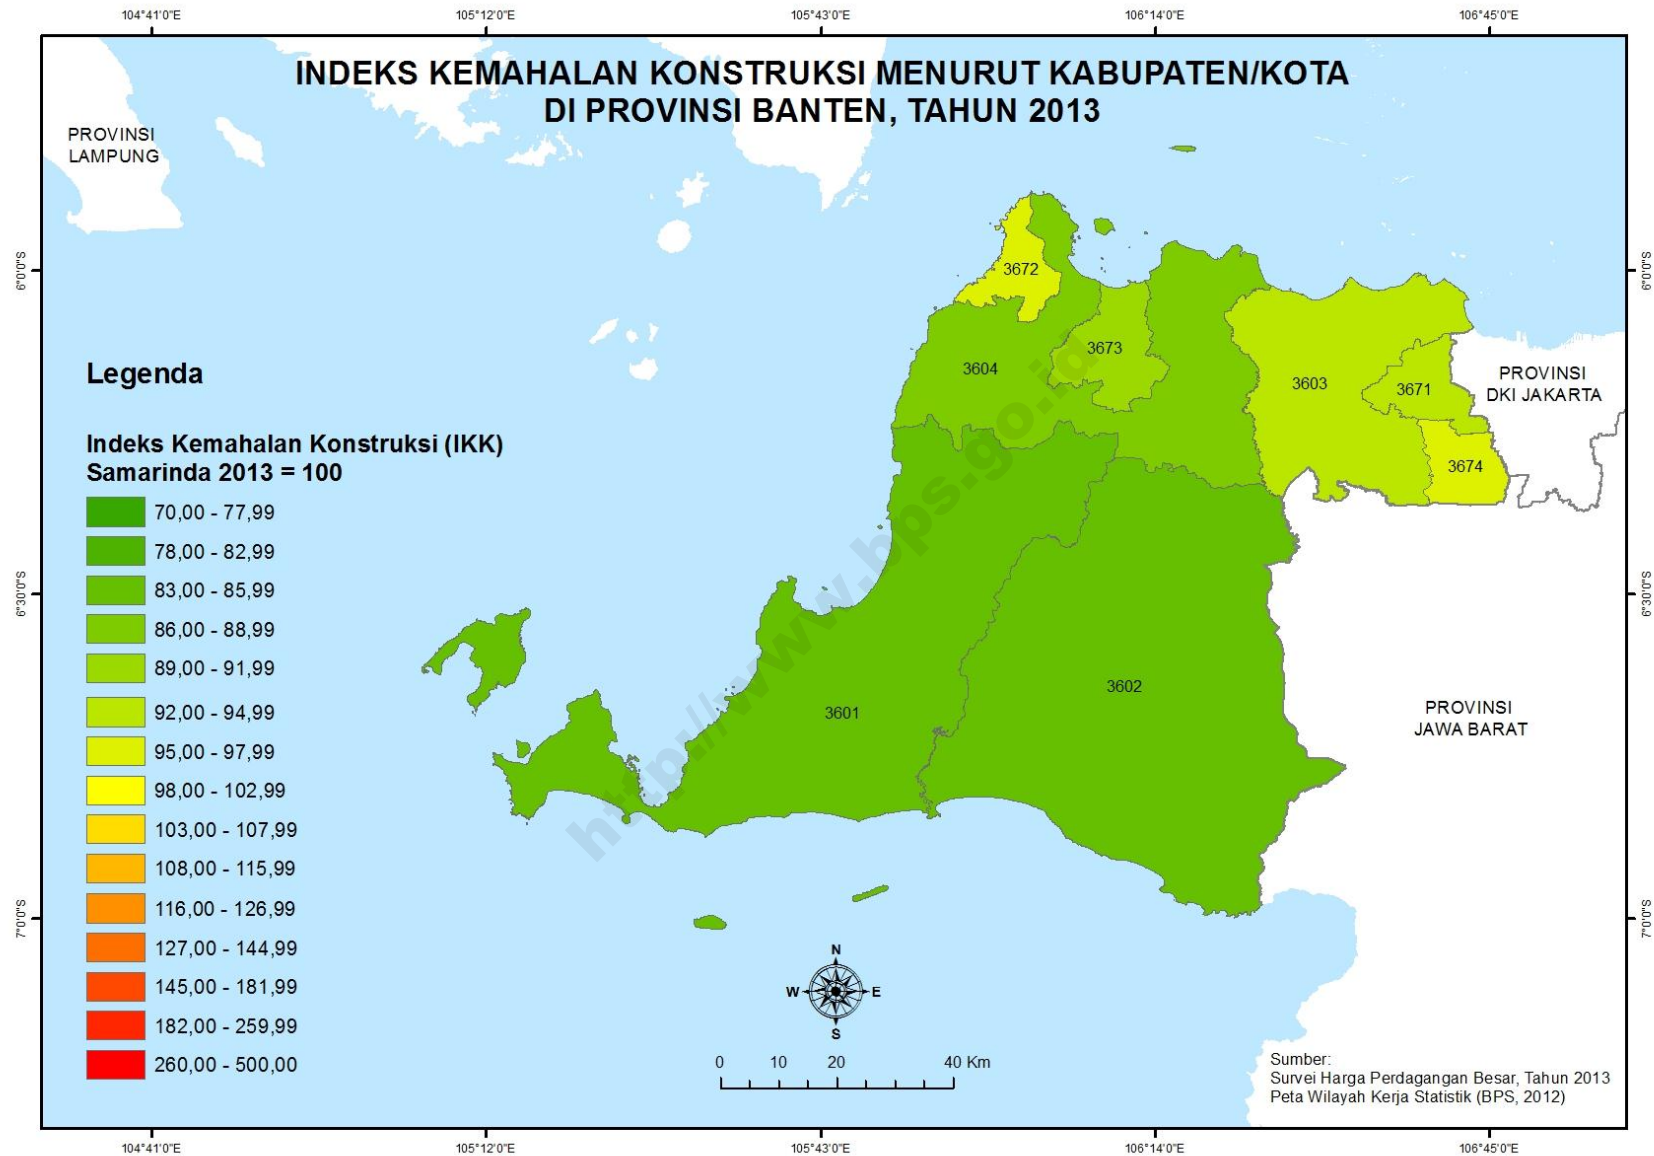 104°41'0"E
105°12'0"E
105°43'0"E
106°14'0"E
106°45'0"E
INDEKS KEMAHALAN KONSTRUKSI MENURUT KABUPATEN/KOTA
DI PROVINSI BANTEN, TAHUN 2013
PROVINSI
LAMPUNG
6°0'0"S
6°0'0"S
3672
3673
3604
3603
3671
PROVINSI
DKI JAKARTA
3674
Legenda
Indeks Kemahalan Konstruksi (IKK)
Samarinda 2013 = 100
70,00 - 77,99
78,00 - 82,99
83,00 - 85,99
86,00 - 88,99
89,00 - 91,99
92,00 - 94,99
95,00 - 97,99
98,00 - 102,99
103,00 - 107,99
108,00 - 115,99
116,00 - 126,99
127,00 - 144,99
145,00 - 181,99
182,00 - 259,99
260,00 - 500,00
6°30'0"S
6°30'0"S
3601
3602
PROVINSI
JAWA BARAT
http://www.bps.go.id
7°0'0"S
7°0'0"S
N
W
E
S
0 10 20 40 Km
Sumber:
Survei Harga Perdagangan Besar, Tahun 2013
Peta Wilayah Kerja Statistik (BPS, 2012)
104°41'0"E
105°12'0"E
105°43'0"E
106°14'0"E
106°45'0"E